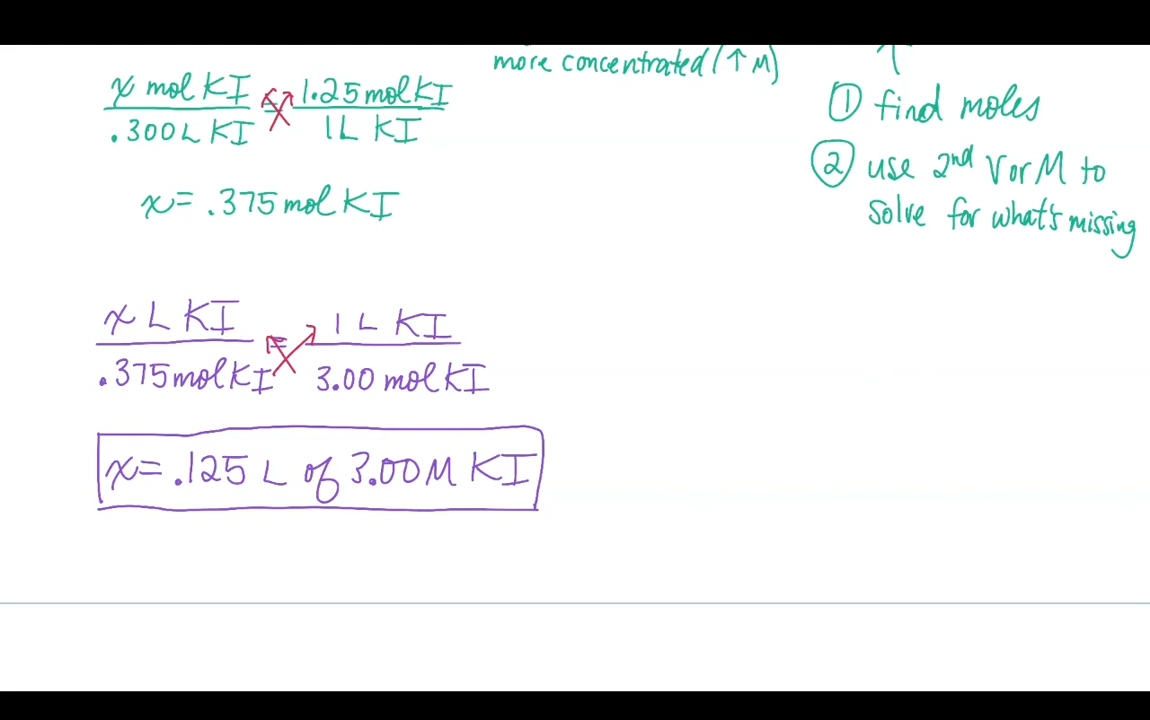 more concentrated (↑ M)
x mol KI / .300 L KI = 1.25 mol KI / 1 L KI
x = .375 mol KI
x L KI / .375 mol KI = 1 L KI / 3.00 mol KI
x = .125 L of 3.00 M KI
↑
① find moles
② use 2nd V or M to
solve for what's missing